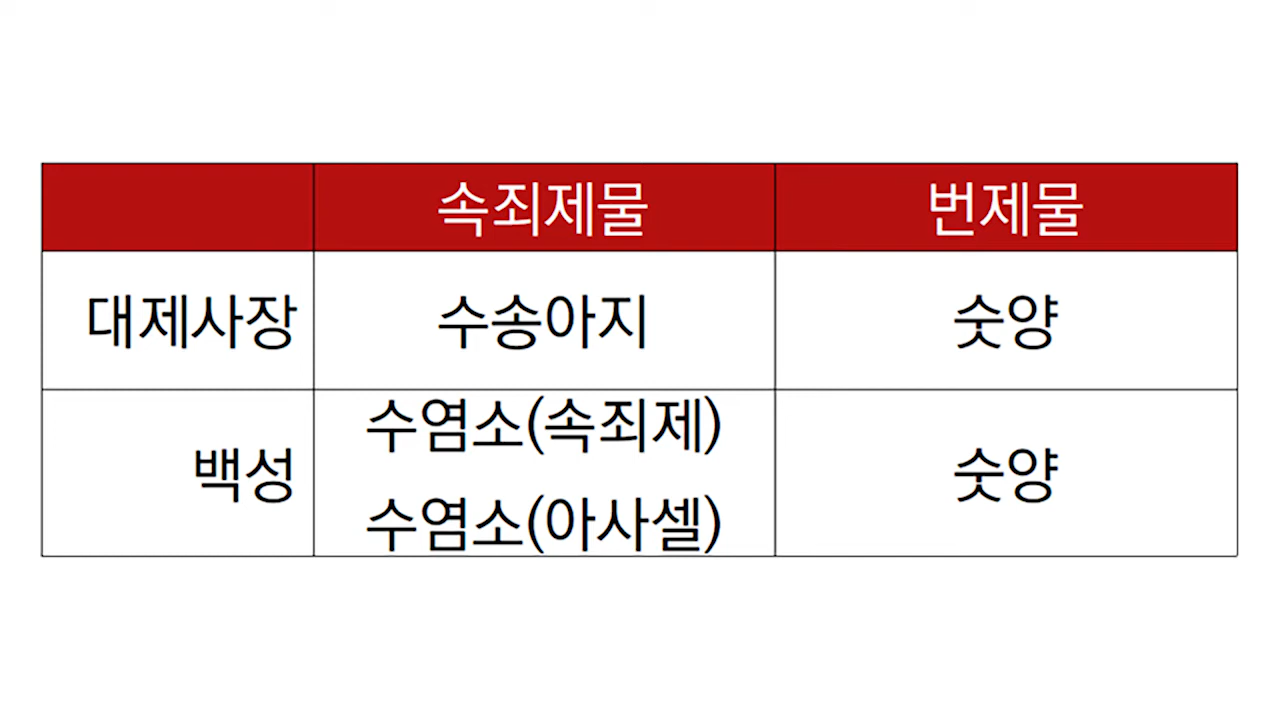 속죄제물 번제물
대제사장 수송아지 숫양
수염소(속죄제)
백성 숫양
수염소(아사셀)